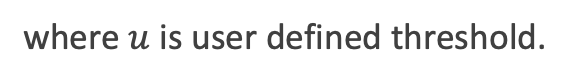 where 𝑢 is user defined threshold.